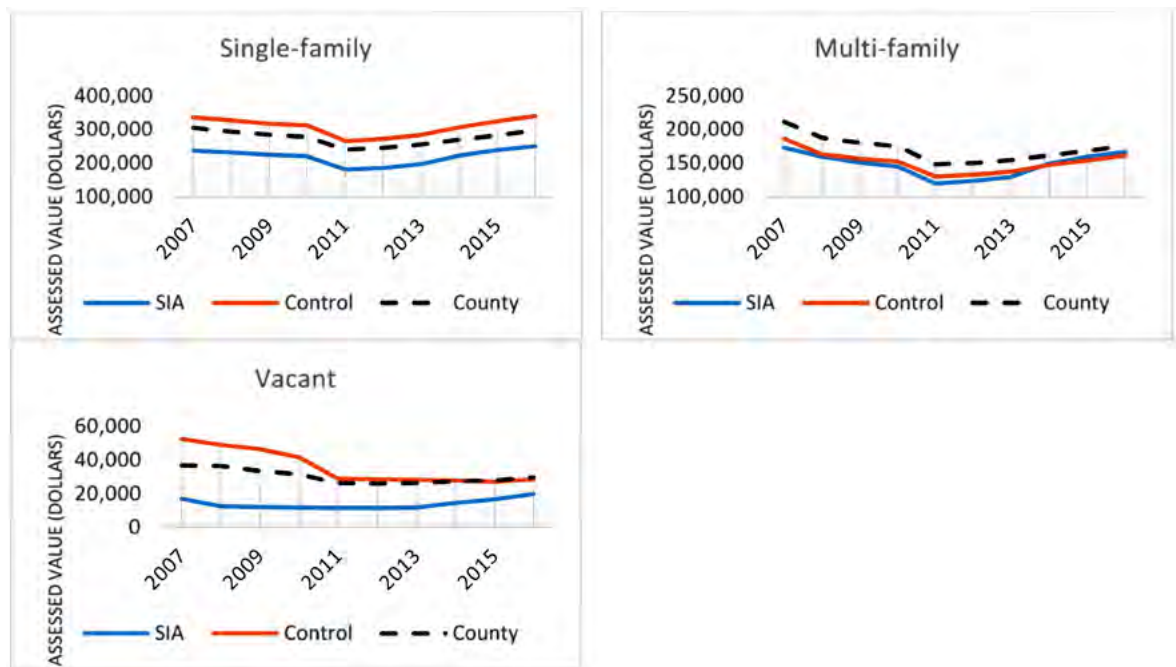 Single-family
ASSESSED VALUE (DOLLARS)
400,000
300,000
200,000
100,000
2007
2009
2011
2013
2015
SIA
Control
County
Multi-family
ASSESSED VALUE (DOLLARS)
250,000
200,000
150,000
100,000
2007
2009
2011
2013
2015
SIA
Control
County
Vacant
ASSESSED VALUE (DOLLARS)
60,000
40,000
20,000
0
2007
2009
2011
2013
2015
SIA
Control
County